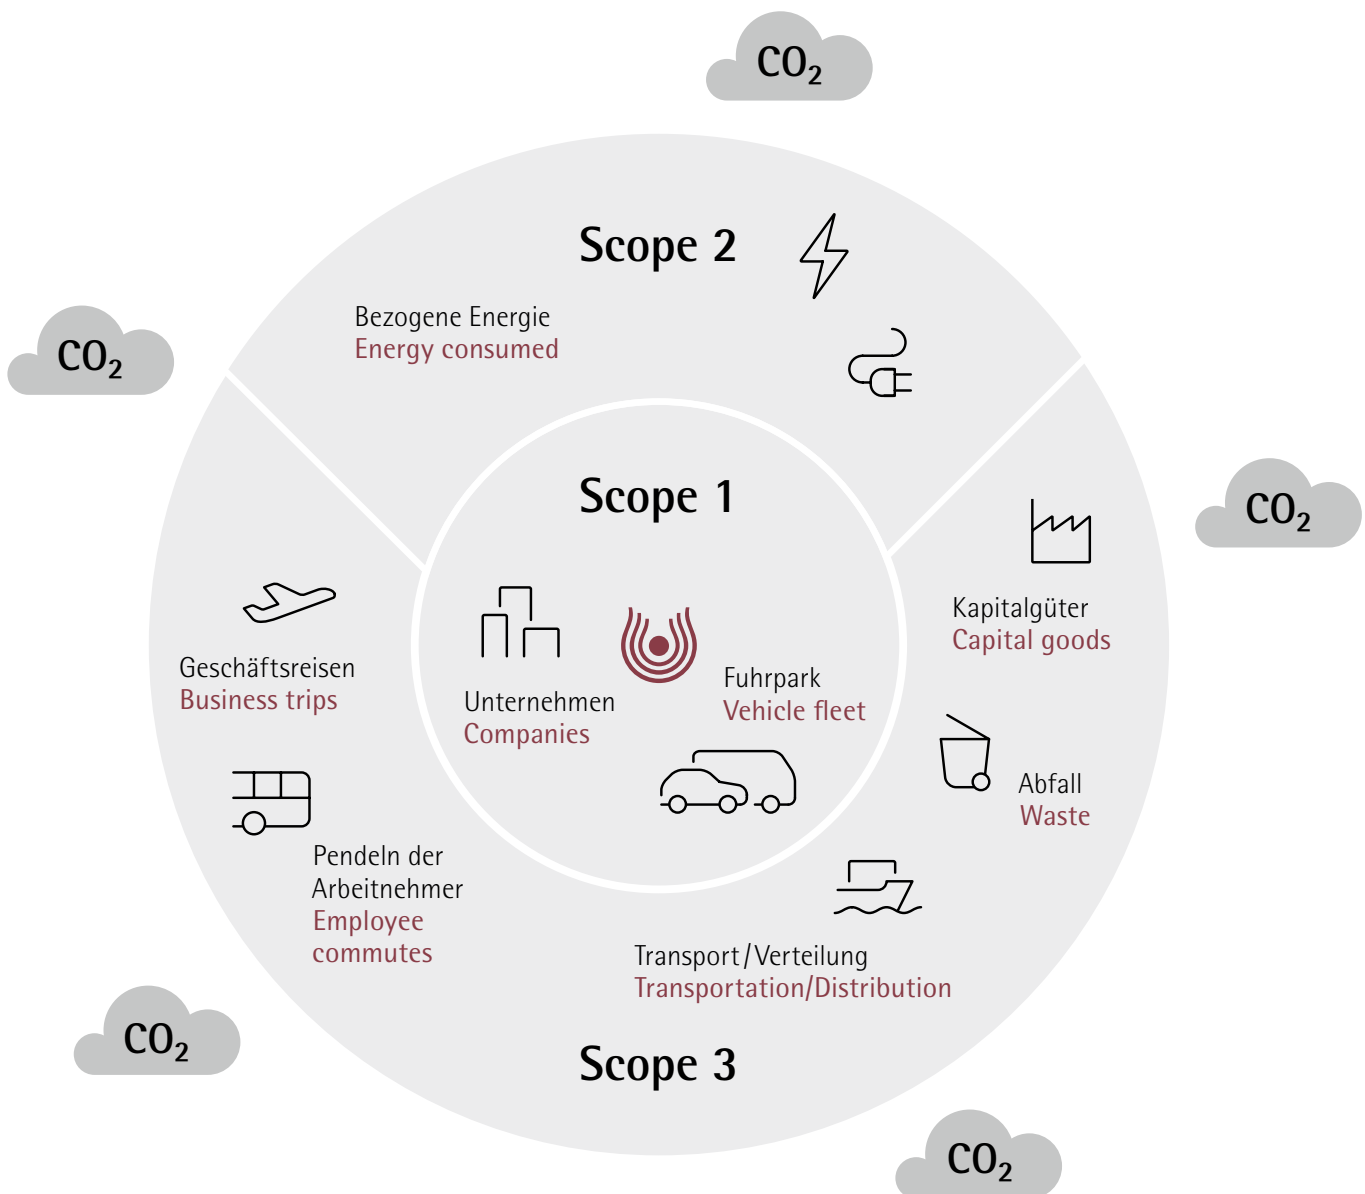 CO₂
Scope 2
Bezogene Energie
Energy consumed
CO₂
Scope 1
CO₂
Kapitalgüter
Capital goods
Geschäftsreisen
Business trips
Unternehmen
Companies
Fuhrpark
Vehicle fleet
Abfall
Waste
Pendeln der
Arbeitnehmer
Employee
commutes
Transport/Verteilung
Transportation/Distribution
CO₂
Scope 3
CO₂